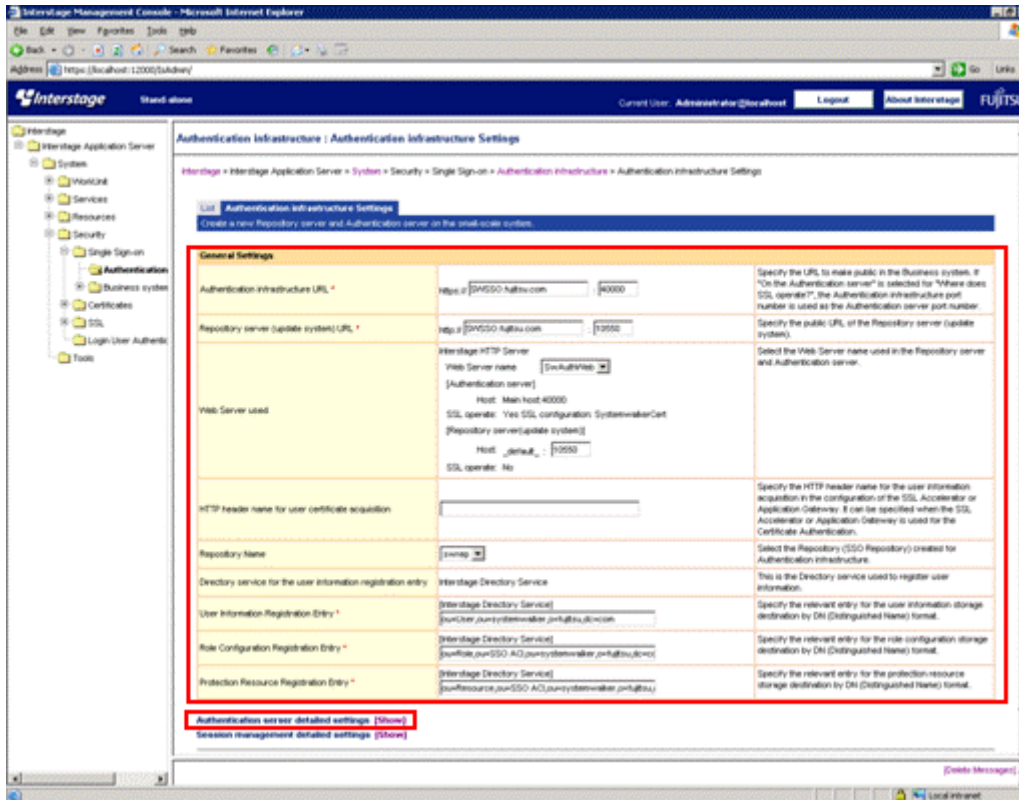 Interstage Management Console - Microsoft Internet Explorer
File Edit View Favorites Tools Help
Back Search Favorites
Address https://localhost:12000/IsAdmin/ Go Links
Interstage Stand-alone Current User: Administrator@localhost Logout About Interstage FUJITSU
Interstage
Interstage Application Server
System
WorkUnit
Services
Resources
Security
Single Sign-on
Authentication
Business system
Certificates
SSL
Login User Authentic
Tools
Authentication infrastructure : Authentication infrastructure Settings
Interstage > Interstage Application Server > System > Security > Single Sign-on > Authentication infrastructure > Authentication infrastructure Settings
List Authentication infrastructure Settings
Create a new Repository server and Authentication server on the small-scale system.
General Settings
Authentication infrastructure URL *
https:// SWSSO.fujitsu.com : 40000
Specify the URL to make public in the Business system. If
"On the Authentication server" is selected for "Where does
SSL operate?", the Authentication infrastructure port
number is used as the Authentication server port number.
Repository server (update system) URL *
http:// SWSSO.fujitsu.com : 10550
Specify the public URL of the Repository server (update
system).
Web Server used
Interstage HTTP Server
Web Server name SwAuthWeb
[Authentication server]
Host: Main host:40000
SSL operate: Yes SSL configuration: SystemwalkerCert
[Repository server(update system)]
Host: _default_ : 10550
SSL operate: No
Select the Web Server name used in the Repository server
and Authentication server.
HTTP header name for user certificate acquisition
Specify the HTTP header name for the user information
acquisition in the configuration of the SSL Accelerator or
Application Gateway. It can be specified when the SSL
Accelerator or Application Gateway is used for the
Certificate Authentication.
Repository Name
swrep
Select the Repository (SSO Repository) created for
Authentication infrastructure.
Directory service for the user information registration entry
Interstage Directory Service
This is the Directory service used to register user
information.
User Information Registration Entry *
[Interstage Directory Service]
ou=User,ou=systemwalker,o=fujitsu,dc=com
Specify the relevant entry for the user information storage
destination by DN (Distinguished Name) format.
Role Configuration Registration Entry *
[Interstage Directory Service]
ou=Role,ou=SSO ACI,ou=systemwalker,o=fujitsu,dc=co
Specify the relevant entry for the role configuration storage
destination by DN (Distinguished Name) format.
Protection Resource Registration Entry *
[Interstage Directory Service]
ou=Resource,ou=SSO ACI,ou=systemwalker,o=fujitsu,
Specify the relevant entry for the protection resource
storage destination by DN (Distinguished Name) format.
Authentication server detailed settings [Show]
Session management detailed settings [Show]
[Delete Messages]
Local intranet